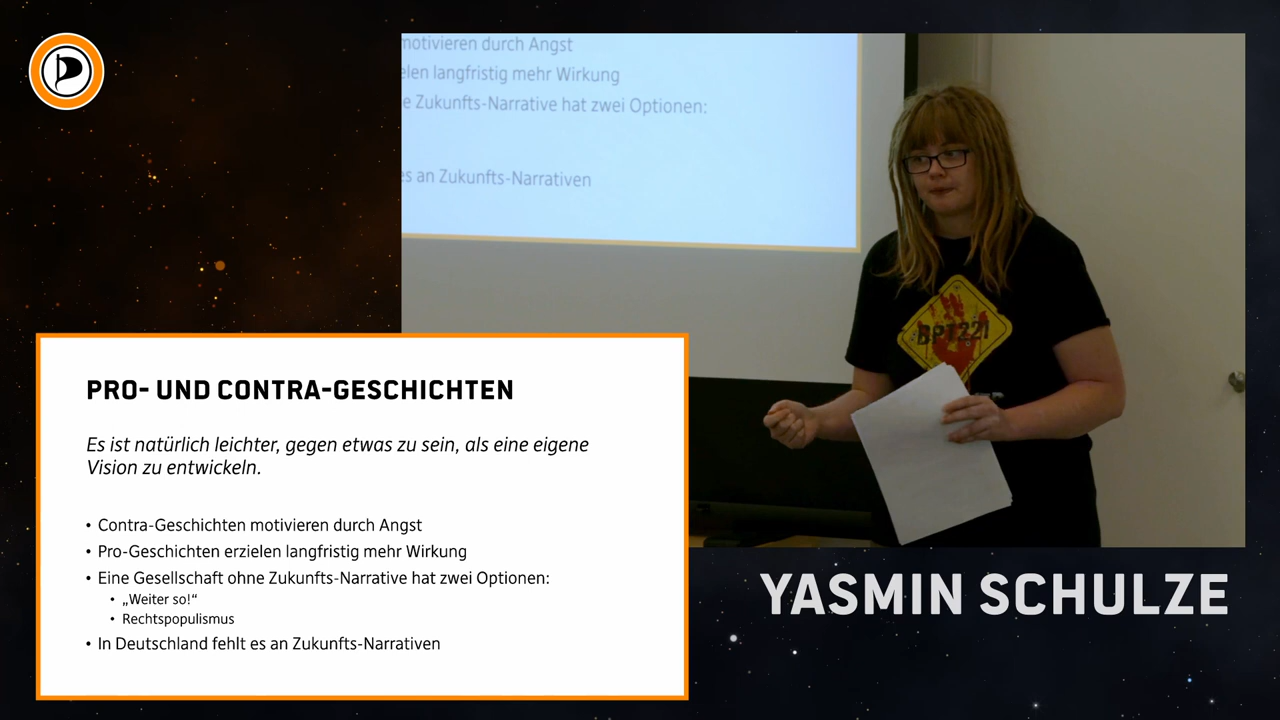 motivieren durch Angst
elen langfristig mehr Wirkung
e Zukunfts-Narrative hat zwei Optionen:
es an Zukunfts-Narrativen
BPT221
PRO- UND CONTRA-GESCHICHTEN
Es ist natürlich leichter, gegen etwas zu sein, als eine eigene
Vision zu entwickeln.
• Contra-Geschichten motivieren durch Angst
• Pro-Geschichten erzielen langfristig mehr Wirkung
• Eine Gesellschaft ohne Zukunfts-Narrative hat zwei Optionen:
• „Weiter so!“
• Rechtspopulismus
• In Deutschland fehlt es an Zukunfts-Narrativen
YASMIN SCHULZE